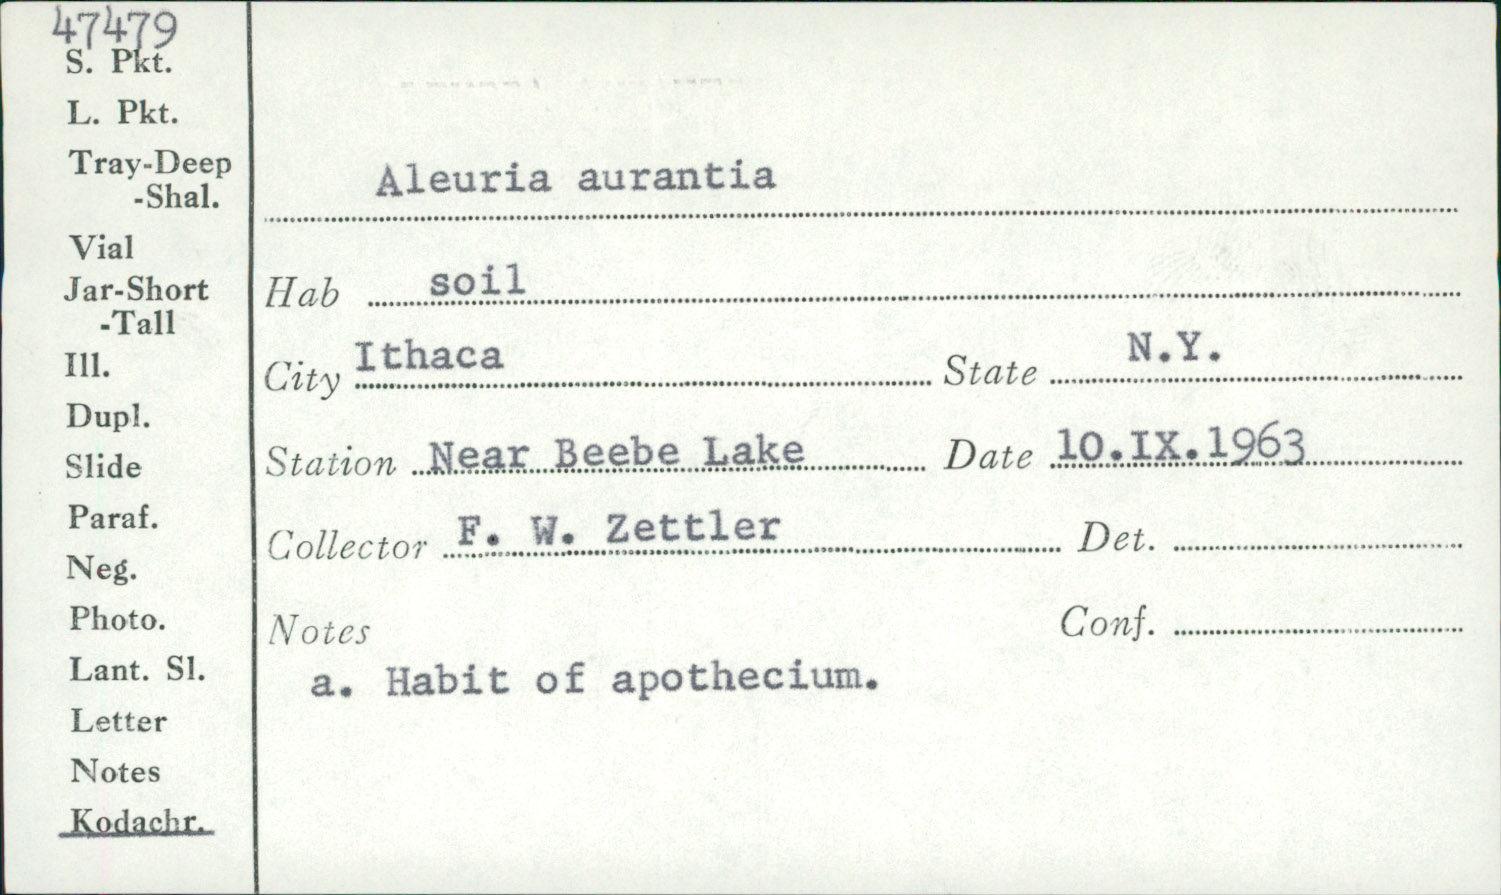 47479
S. Pkt.
L. Pkt.
Tray-Deep
-Shal.
Vial
Jar-Short
-Tall
Ill.
Dupl.
Slide
Paraf.
Neg.
Photo.
Lant. Sl.
Letter
Notes
Kodachr.
Aleuria aurantia
Hab soil
City Ithaca State N.Y.
Station Near Beebe Lake Date 10.IX.1963
Collector F. W. Zettler Det.
Notes Conf.
a. Habit of apothecium.